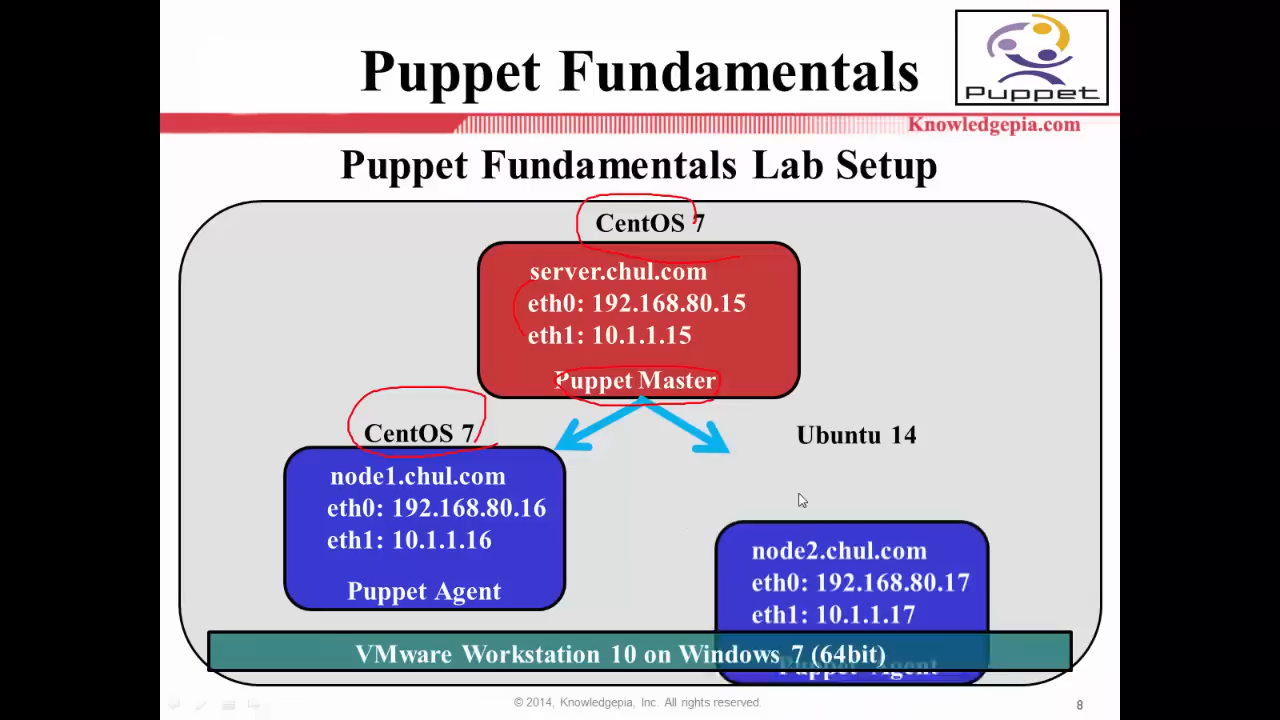 Puppet Fundamentals
Puppet
Knowledgepia.com
Puppet Fundamentals Lab Setup
CentOS 7
server.chul.com
eth0: 192.168.80.15
eth1: 10.1.1.15
Puppet Master
CentOS 7
node1.chul.com
eth0: 192.168.80.16
eth1: 10.1.1.16
Puppet Agent
Ubuntu 14
node2.chul.com
eth0: 192.168.80.17
eth1: 10.1.1.17
Puppet Agent
VMware Workstation 10 on Windows 7 (64bit)
© 2014, Knowledgepia, Inc. All rights reserved.
8